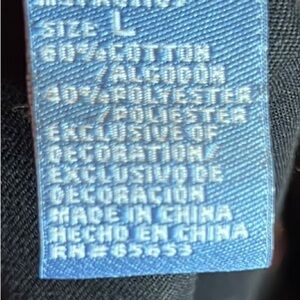 SIZE L
60% COTTON
/ALGODON
40% POLYESTER
/POLIESTER
EXCLUSIVE OF
DECORATION/
EXCLUSIVO DE
DECORACION
MADE IN CHINA
HECHO EN CHINA
RN# 65653